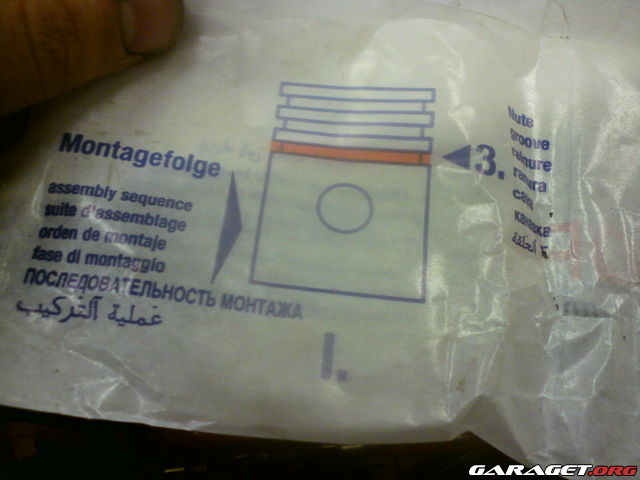 Montagefolge
assembly sequence
suite d'assemblage
orden de montaje
fase di montaggio
ПОСЛЕДОВАТЕЛЬНОСТЬ МОНТАЖА
عملية التركيب
3.
Nute
groove
rainure
ranura
cava
канавка
1.
GARAGET.ORG